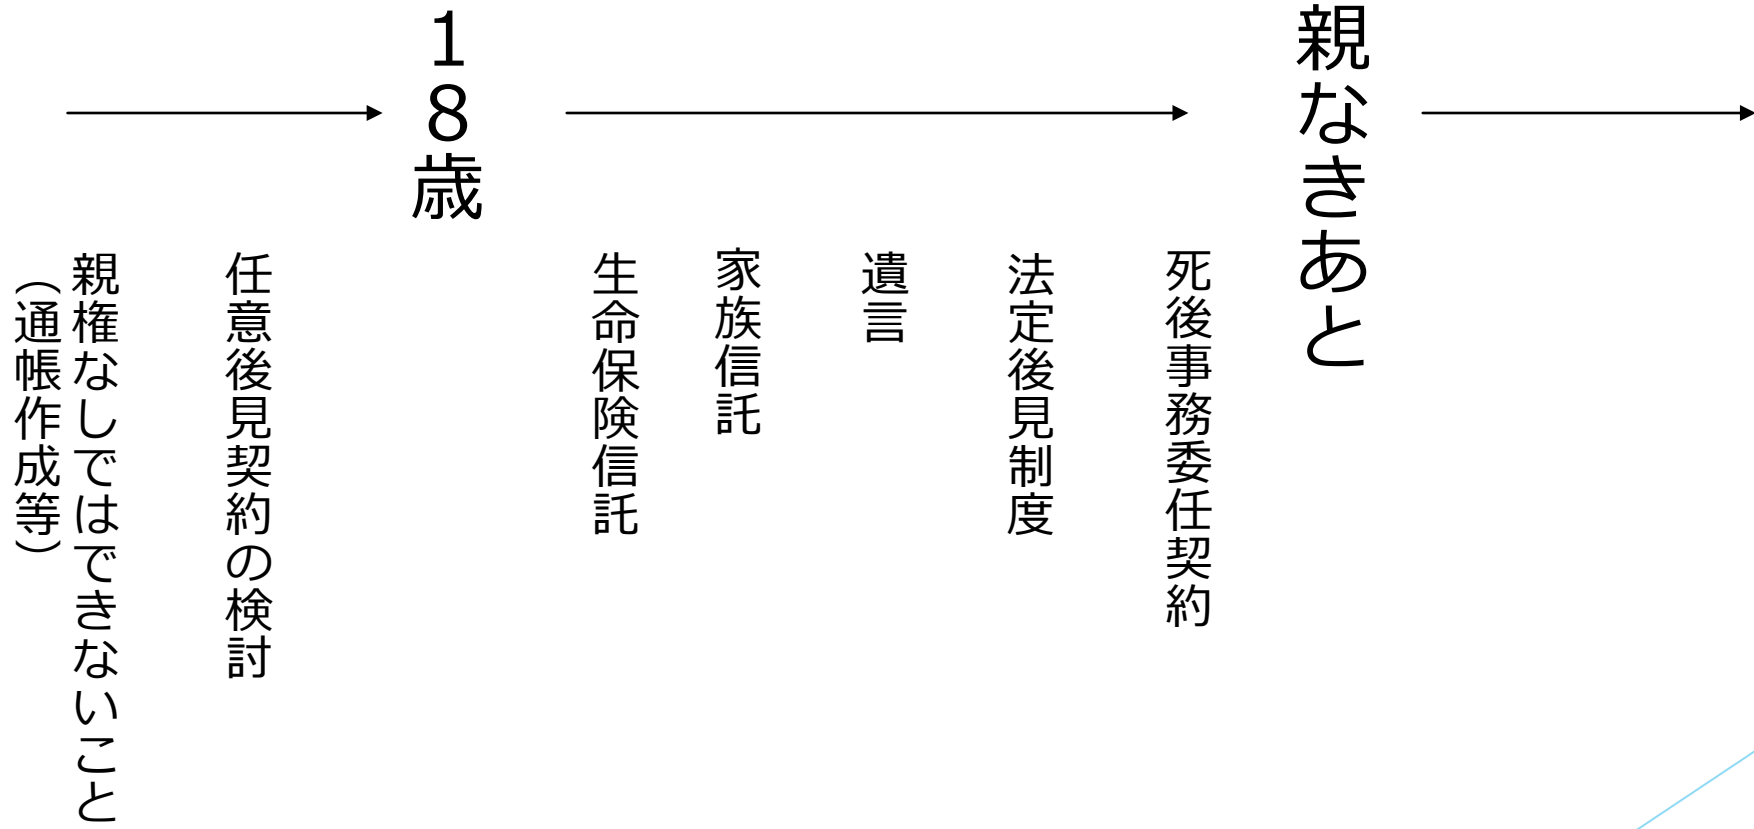 １８歳
親なきあと
親権なしではできないこと
（通帳作成等）
任意後見契約の検討
生命保険信託
家族信託
遺言
法定後見制度
死後事務委任契約